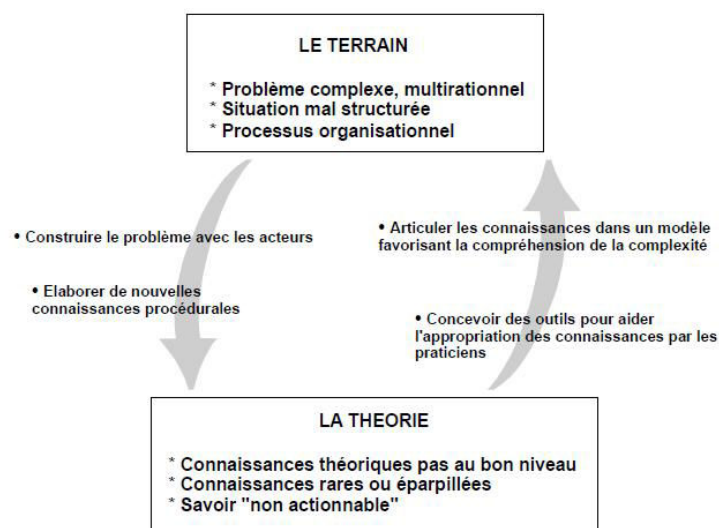 LE TERRAIN
* Problème complexe, multirationnel
* Situation mal structurée
* Processus organisationnel
• Construire le problème avec les acteurs
• Elaborer de nouvelles
connaissances procédurales
• Articuler les connaissances dans un modèle
favorisant la compréhension de la complexité
• Concevoir des outils pour aider
l'appropriation des connaissances par les
praticiens
LA THEORIE
* Connaissances théoriques pas au bon niveau
* Connaissances rares ou éparpillées
* Savoir "non actionnable"